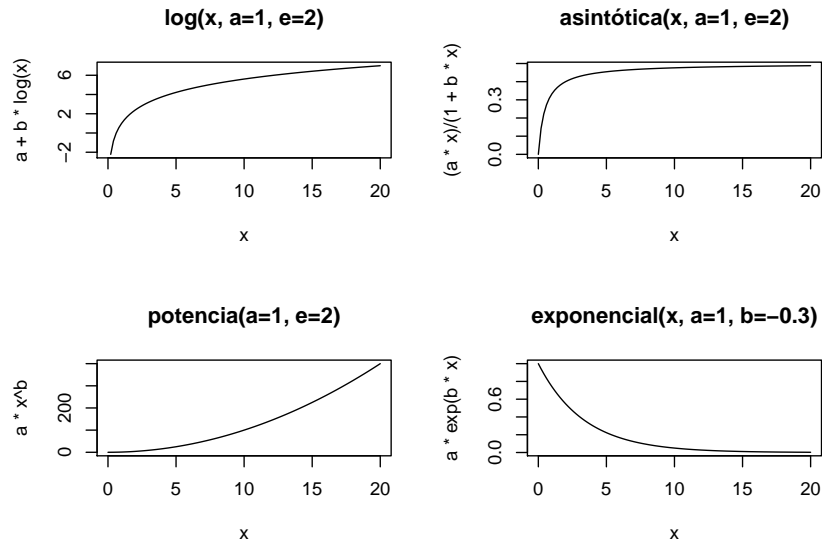 log(x, a=1, e=2)
a + b * log(x)
−2
2
6
0
5
10
15
20
x
asintótica(x, a=1, e=2)
(a * x)/(1 + b * x)
0.0
0.3
0
5
10
15
20
x
potencia(a=1, e=2)
a * x^b
0
200
0
5
10
15
20
x
exponencial(x, a=1, b=−0.3)
a * exp(b * x)
0.0
0.6
0
5
10
15
20
x